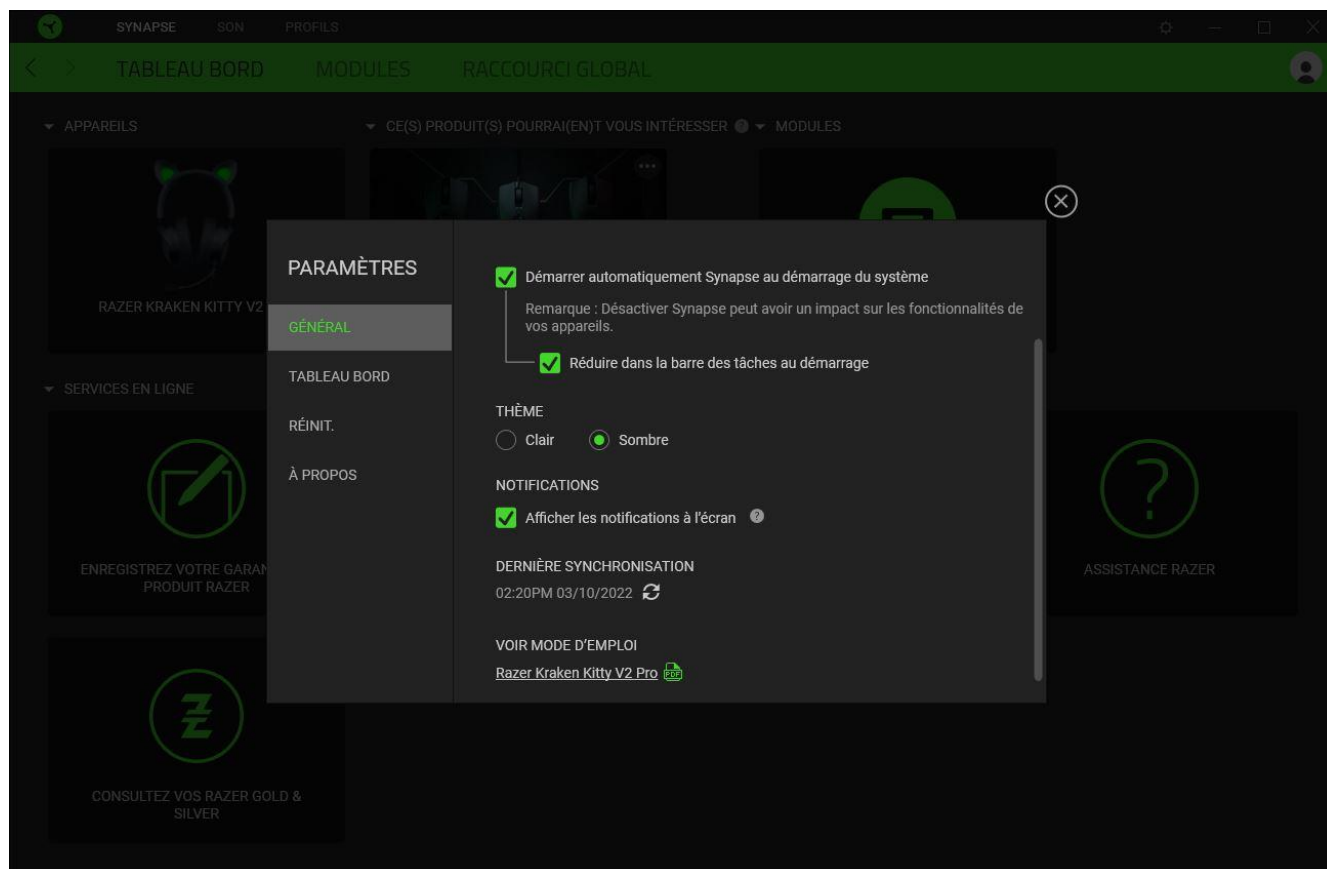 SYNAPSE SON PROFILS
TABLEAU BORD MODULES RACCOURCI GLOBAL
APPAREILS
CE(S) PRODUIT(S) POURRAI(EN)T VOUS INTÉRESSER ?
MODULES
RAZER KRAKEN KITTY V2
SERVICES EN LIGNE
ENREGISTREZ VOTRE GARAN
PRODUIT RAZER
ASSISTANCE RAZER
CONSULTEZ VOS RAZER GOLD &
SILVER
PARAMÈTRES
GÉNÉRAL
TABLEAU BORD
RÉINIT.
À PROPOS
Démarrer automatiquement Synapse au démarrage du système
Remarque : Désactiver Synapse peut avoir un impact sur les fonctionnalités de
vos appareils.
Réduire dans la barre des tâches au démarrage
THÈME
Clair Sombre
NOTIFICATIONS
Afficher les notifications à l'écran ?
DERNIÈRE SYNCHRONISATION
02:20PM 03/10/2022
VOIR MODE D'EMPLOI
Razer Kraken Kitty V2 Pro PDF